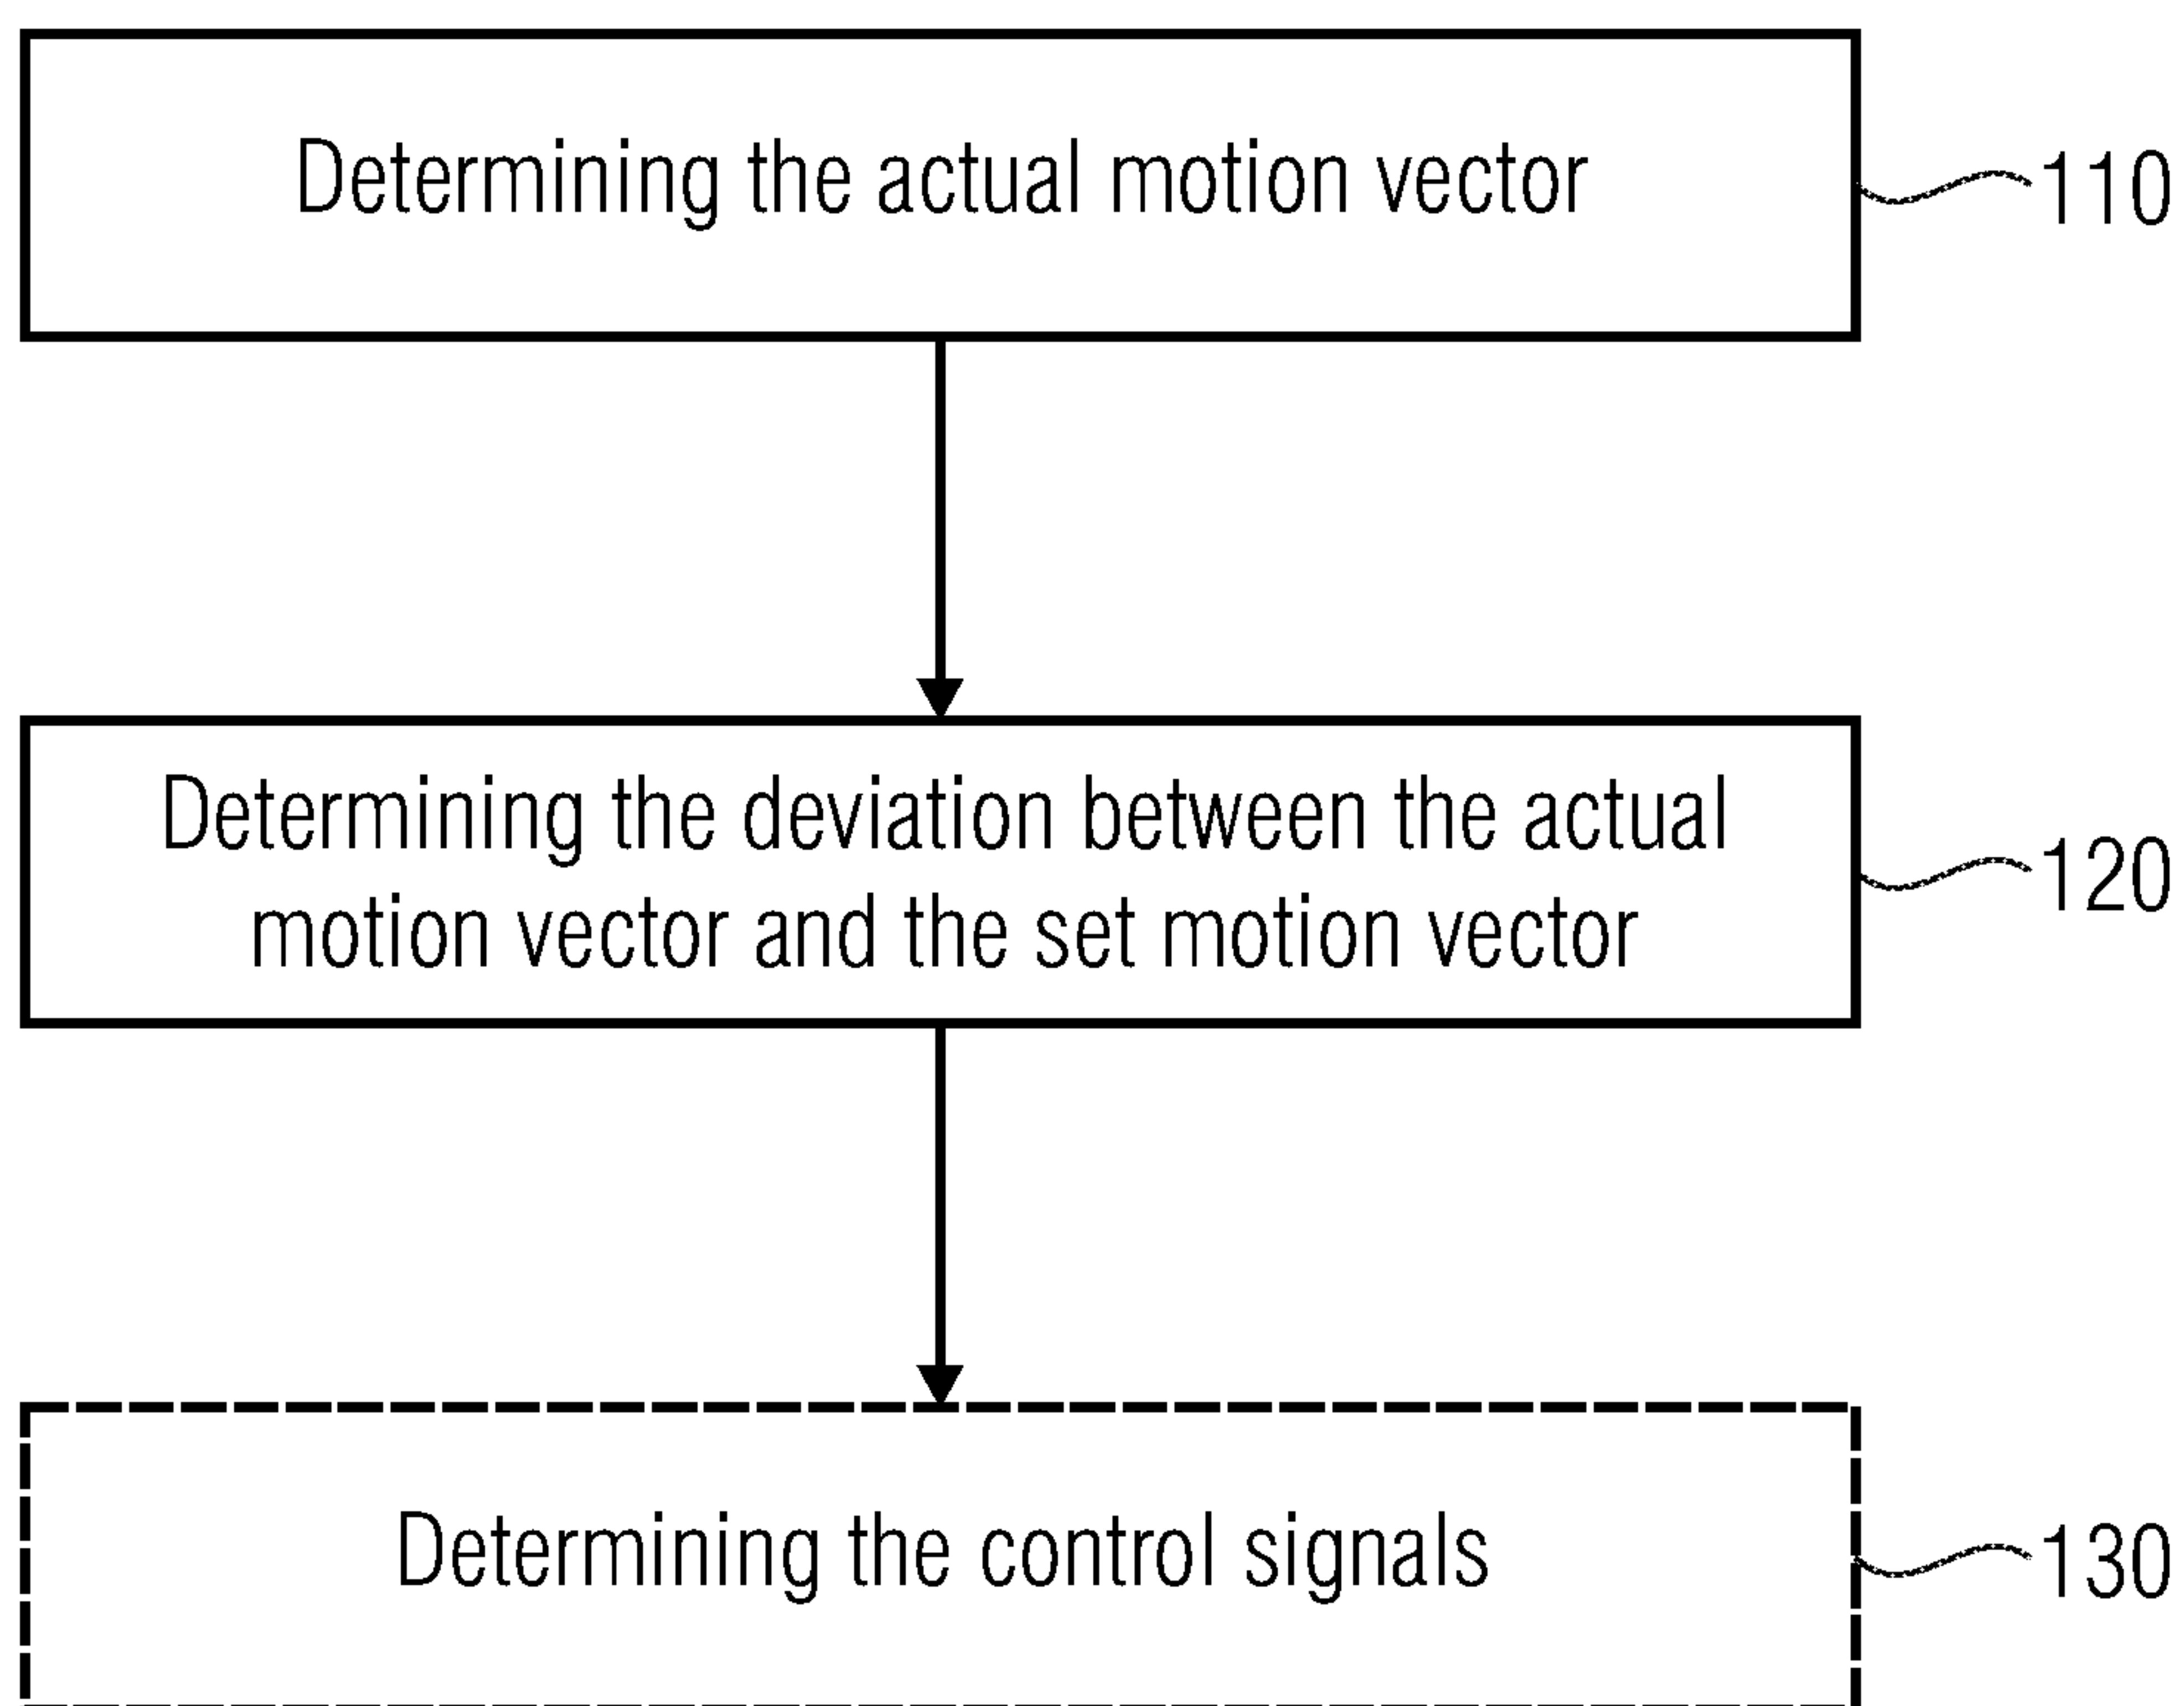 Determining the actual motion vector
110
Determining the deviation between the actual
motion vector and the set motion vector
120
Determining the control signals
130